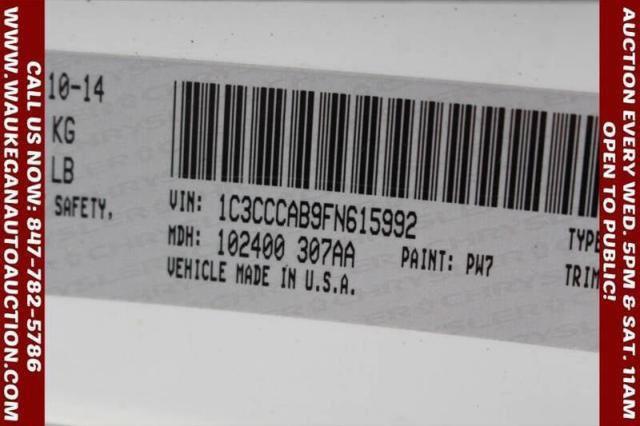 WWW.WAUKEGANAUTOAUCTION.COM
CALL US NOW: 847-782-5786
10-14
KG
LB
SAFETY.
VIN: 1C3CCCAB9FN615992
MDH: 102400 307AA
PAINT: PW7
VEHICLE MADE IN U.S.A.
TYPE
TRIM
AUCTION EVERY WED. 5PM & SAT. 11AM
OPEN TO PUBLIC!